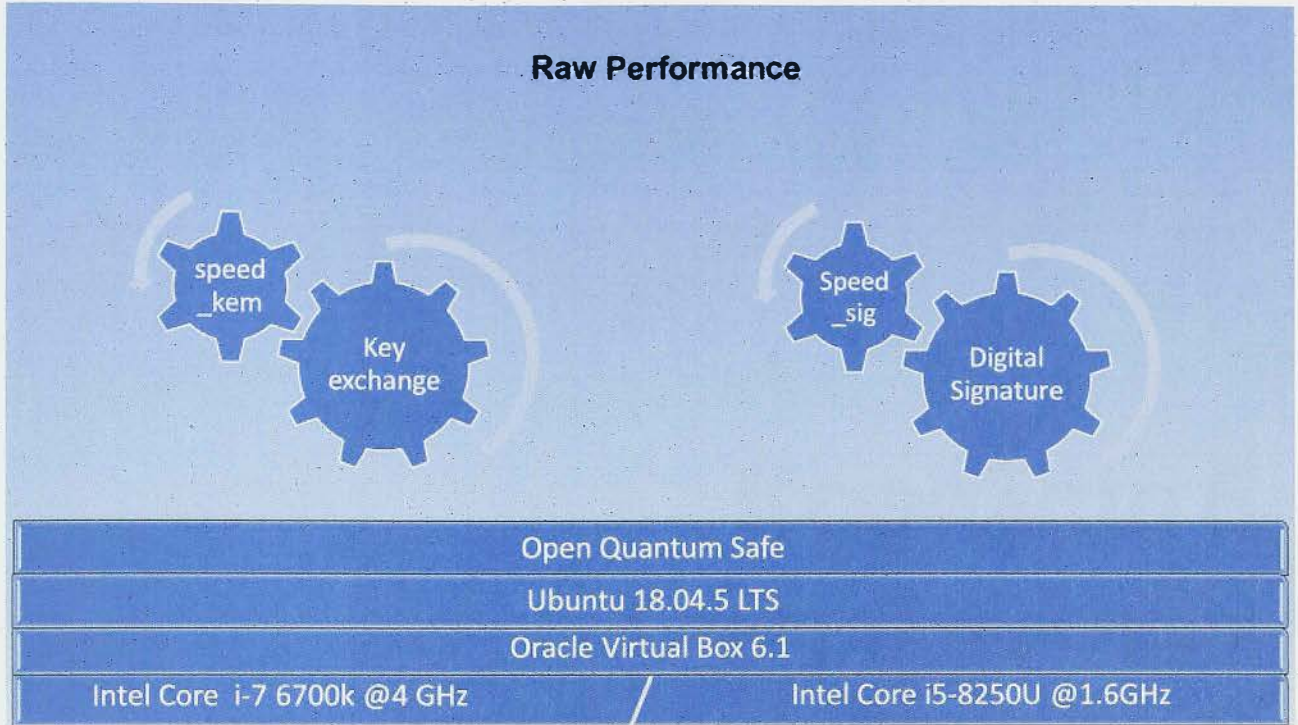 Raw Performance
speed
_kem
Key
exchange
Speed
_sig
Digital
Signature
Open Quantum Safe
Ubuntu 18.04.5 LTS
Oracle Virtual Box 6.1
Intel Core i-7 6700k @4 GHz / Intel Core i5-8250U @1.6GHz